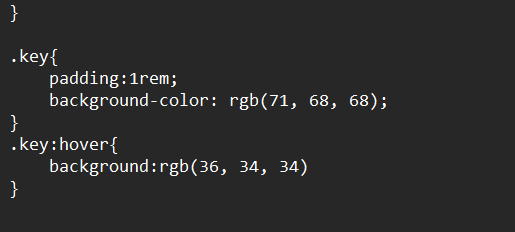 }
.key{
    padding:1rem;
    background-color: rgb(71, 68, 68);
}
.key:hover{
    background:rgb(36, 34, 34)
}